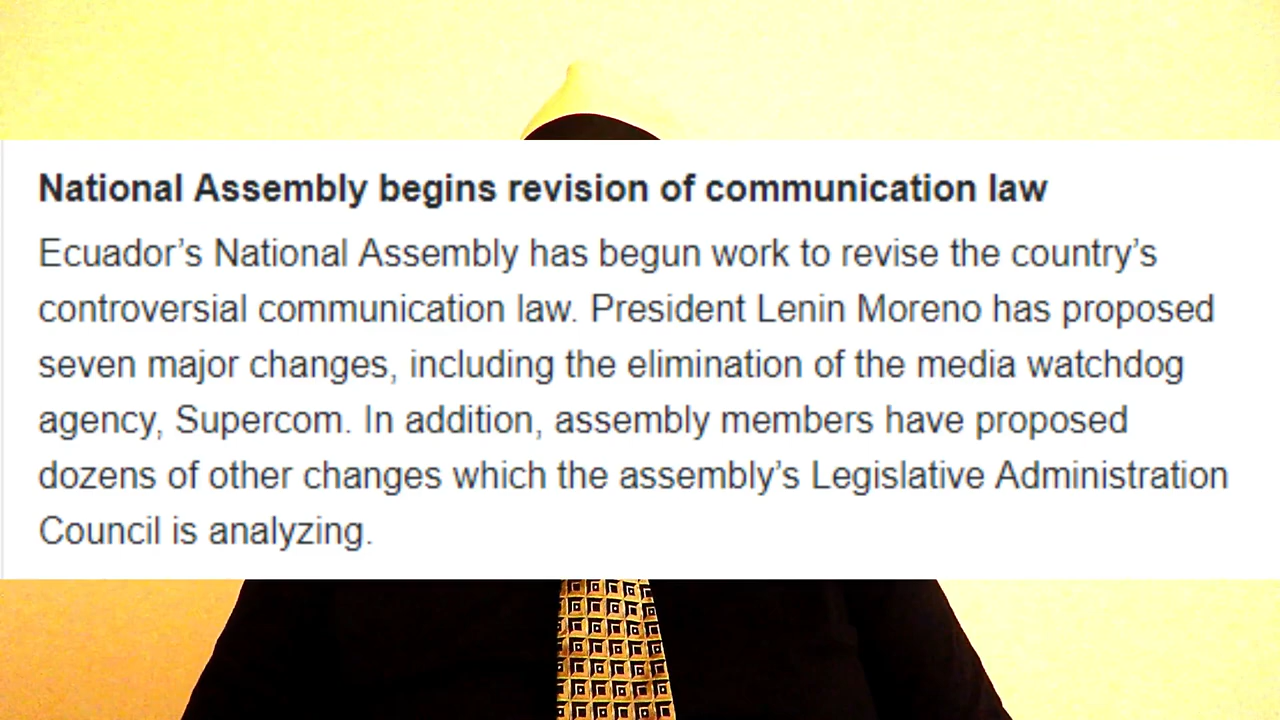 National Assembly begins revision of communication law
Ecuador’s National Assembly has begun work to revise the country’s
controversial communication law. President Lenin Moreno has proposed
seven major changes, including the elimination of the media watchdog
agency, Supercom. In addition, assembly members have proposed
dozens of other changes which the assembly’s Legislative Administration
Council is analyzing.